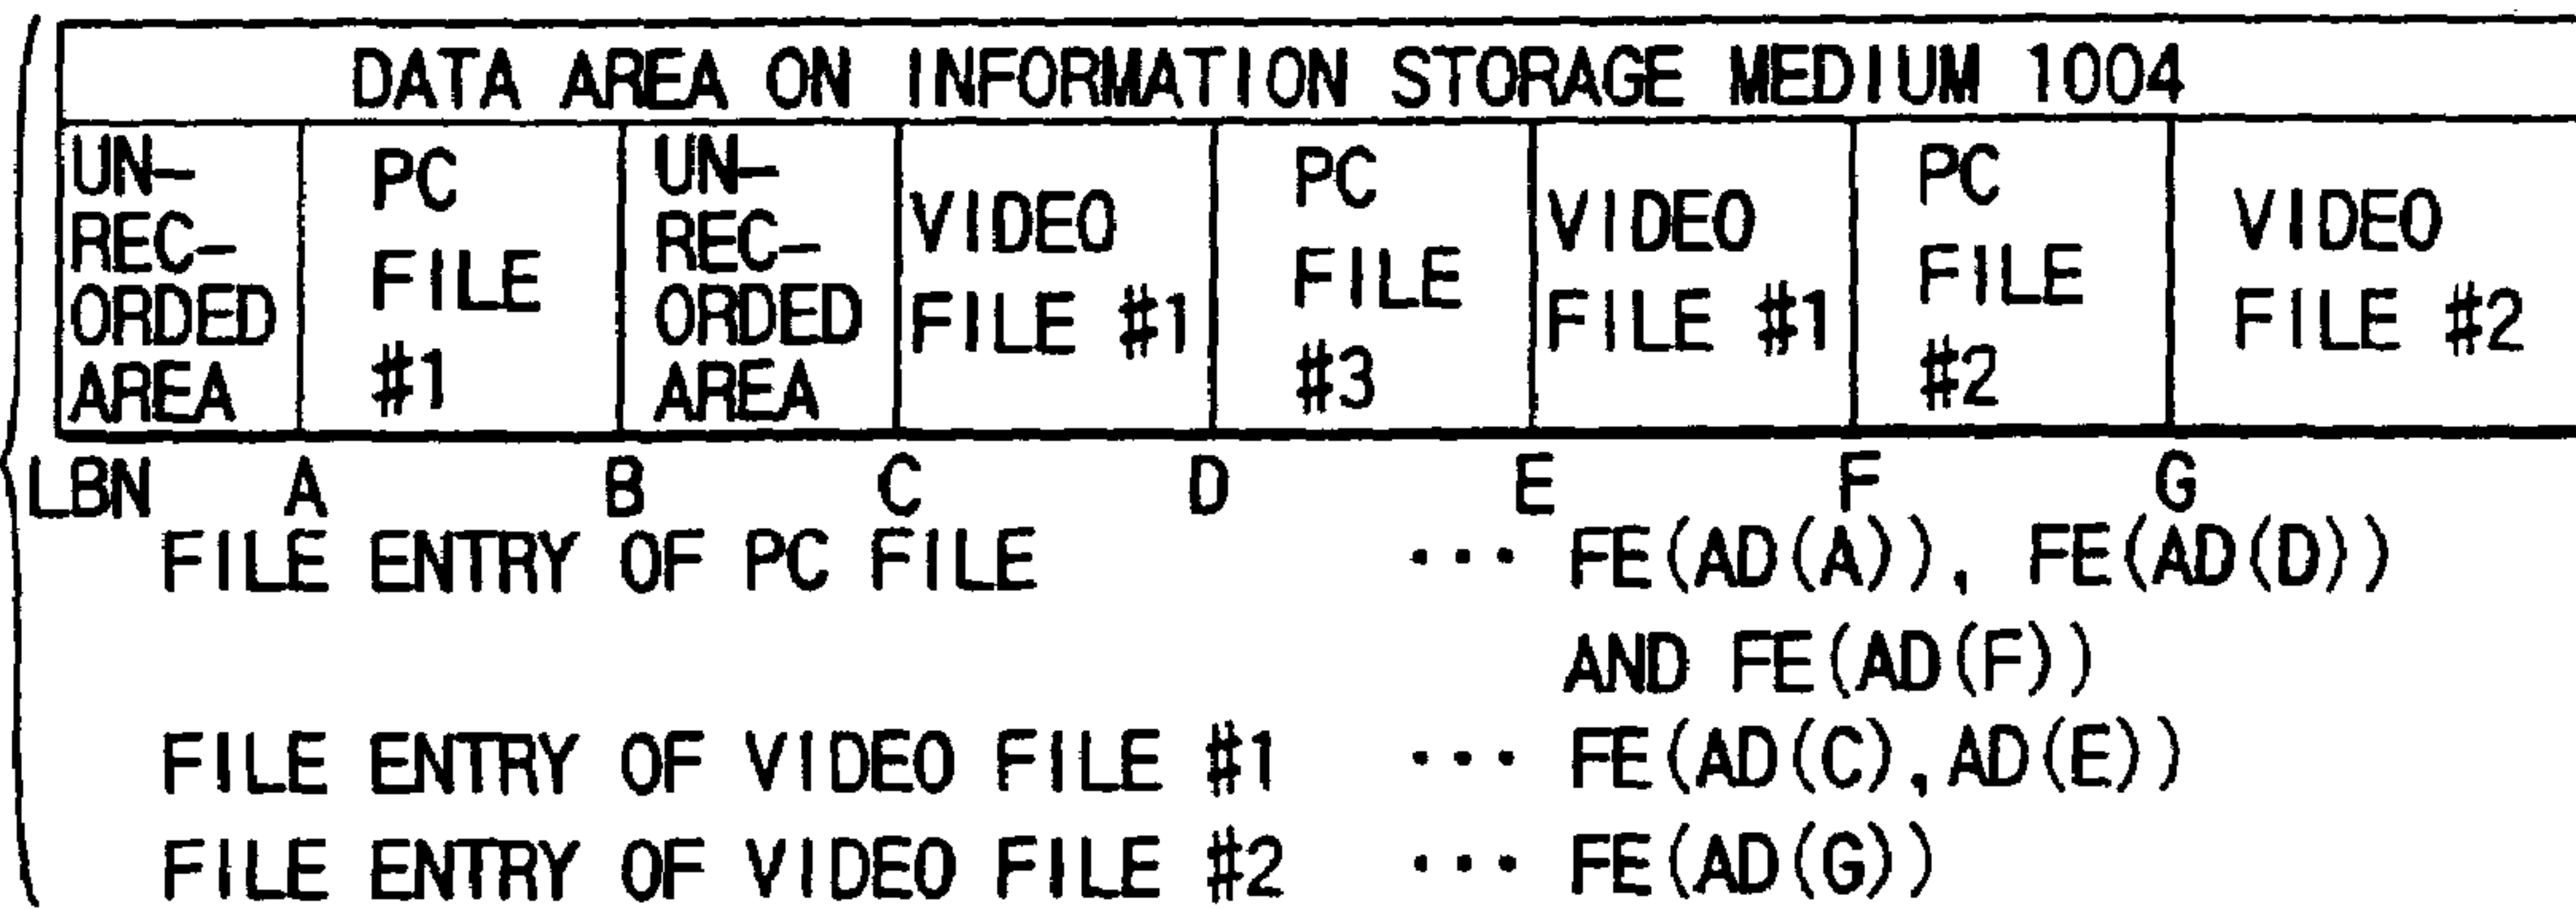 DATA AREA ON INFORMATION STORAGE MEDIUM 1004
UN-
REC-
ORDED
AREA
PC
FILE
#1
UN-
REC-
ORDED
AREA
VIDEO
FILE #1
PC
FILE
#3
VIDEO
FILE #1
PC
FILE
#2
VIDEO
FILE #2
LBN A B C D E F G
FILE ENTRY OF PC FILE ··· FE(AD(A)), FE(AD(D))
AND FE(AD(F))
FILE ENTRY OF VIDEO FILE #1 ··· FE(AD(C),AD(E))
FILE ENTRY OF VIDEO FILE #2 ··· FE(AD(G))